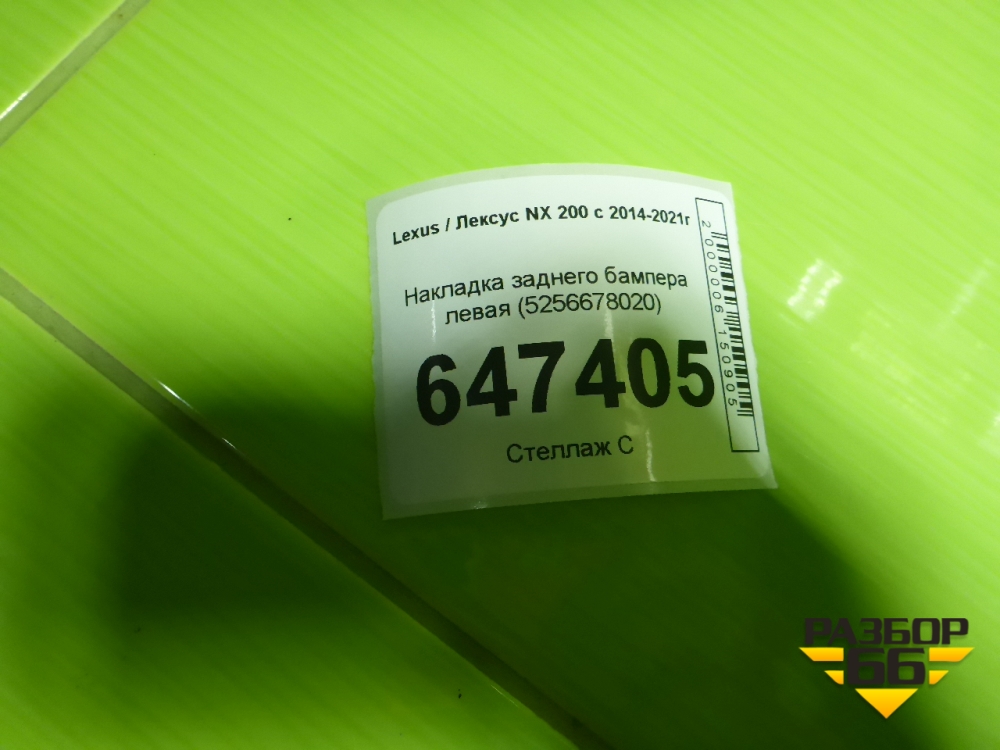 Lexus / Лексус NX 200 с 2014-2021г
Накладка заднего бампера
левая (5256678020)
647405
Стеллаж С
2000006150905
РАЗБОР
66